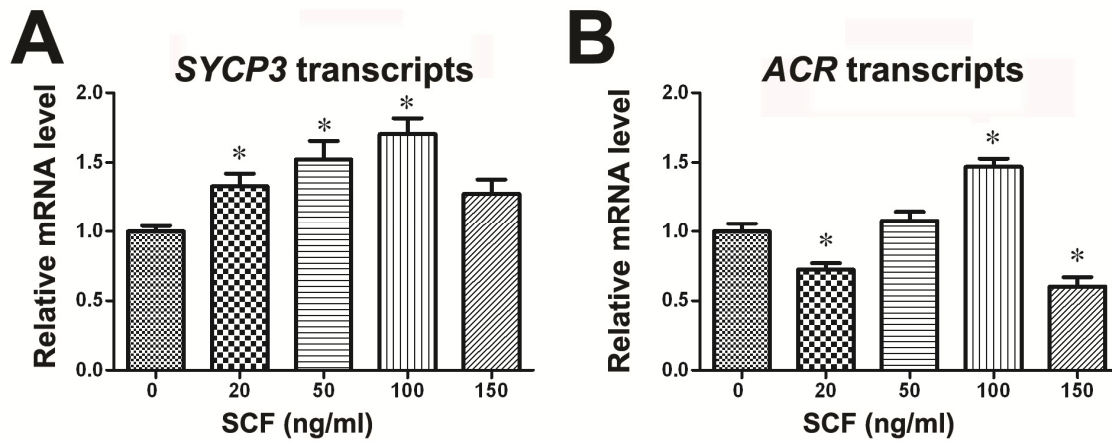 A
SYCP3 transcripts
Relative mRNA level
2.0
1.5
1.0
0.5
0.0
* * *
0 20 50 100 150
SCF (ng/ml)
B
ACR transcripts
Relative mRNA level
2.0
1.5
1.0
0.5
0.0
* * *
0 20 50 100 150
SCF (ng/ml)